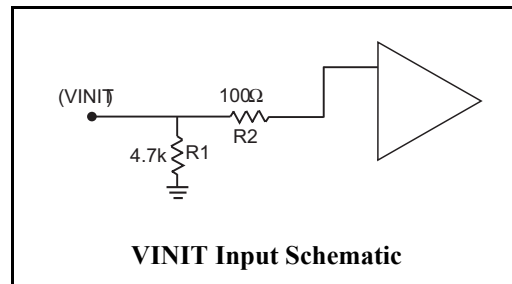 (VINIT)
100Ω
R2
4.7k R1
VINIT Input Schematic